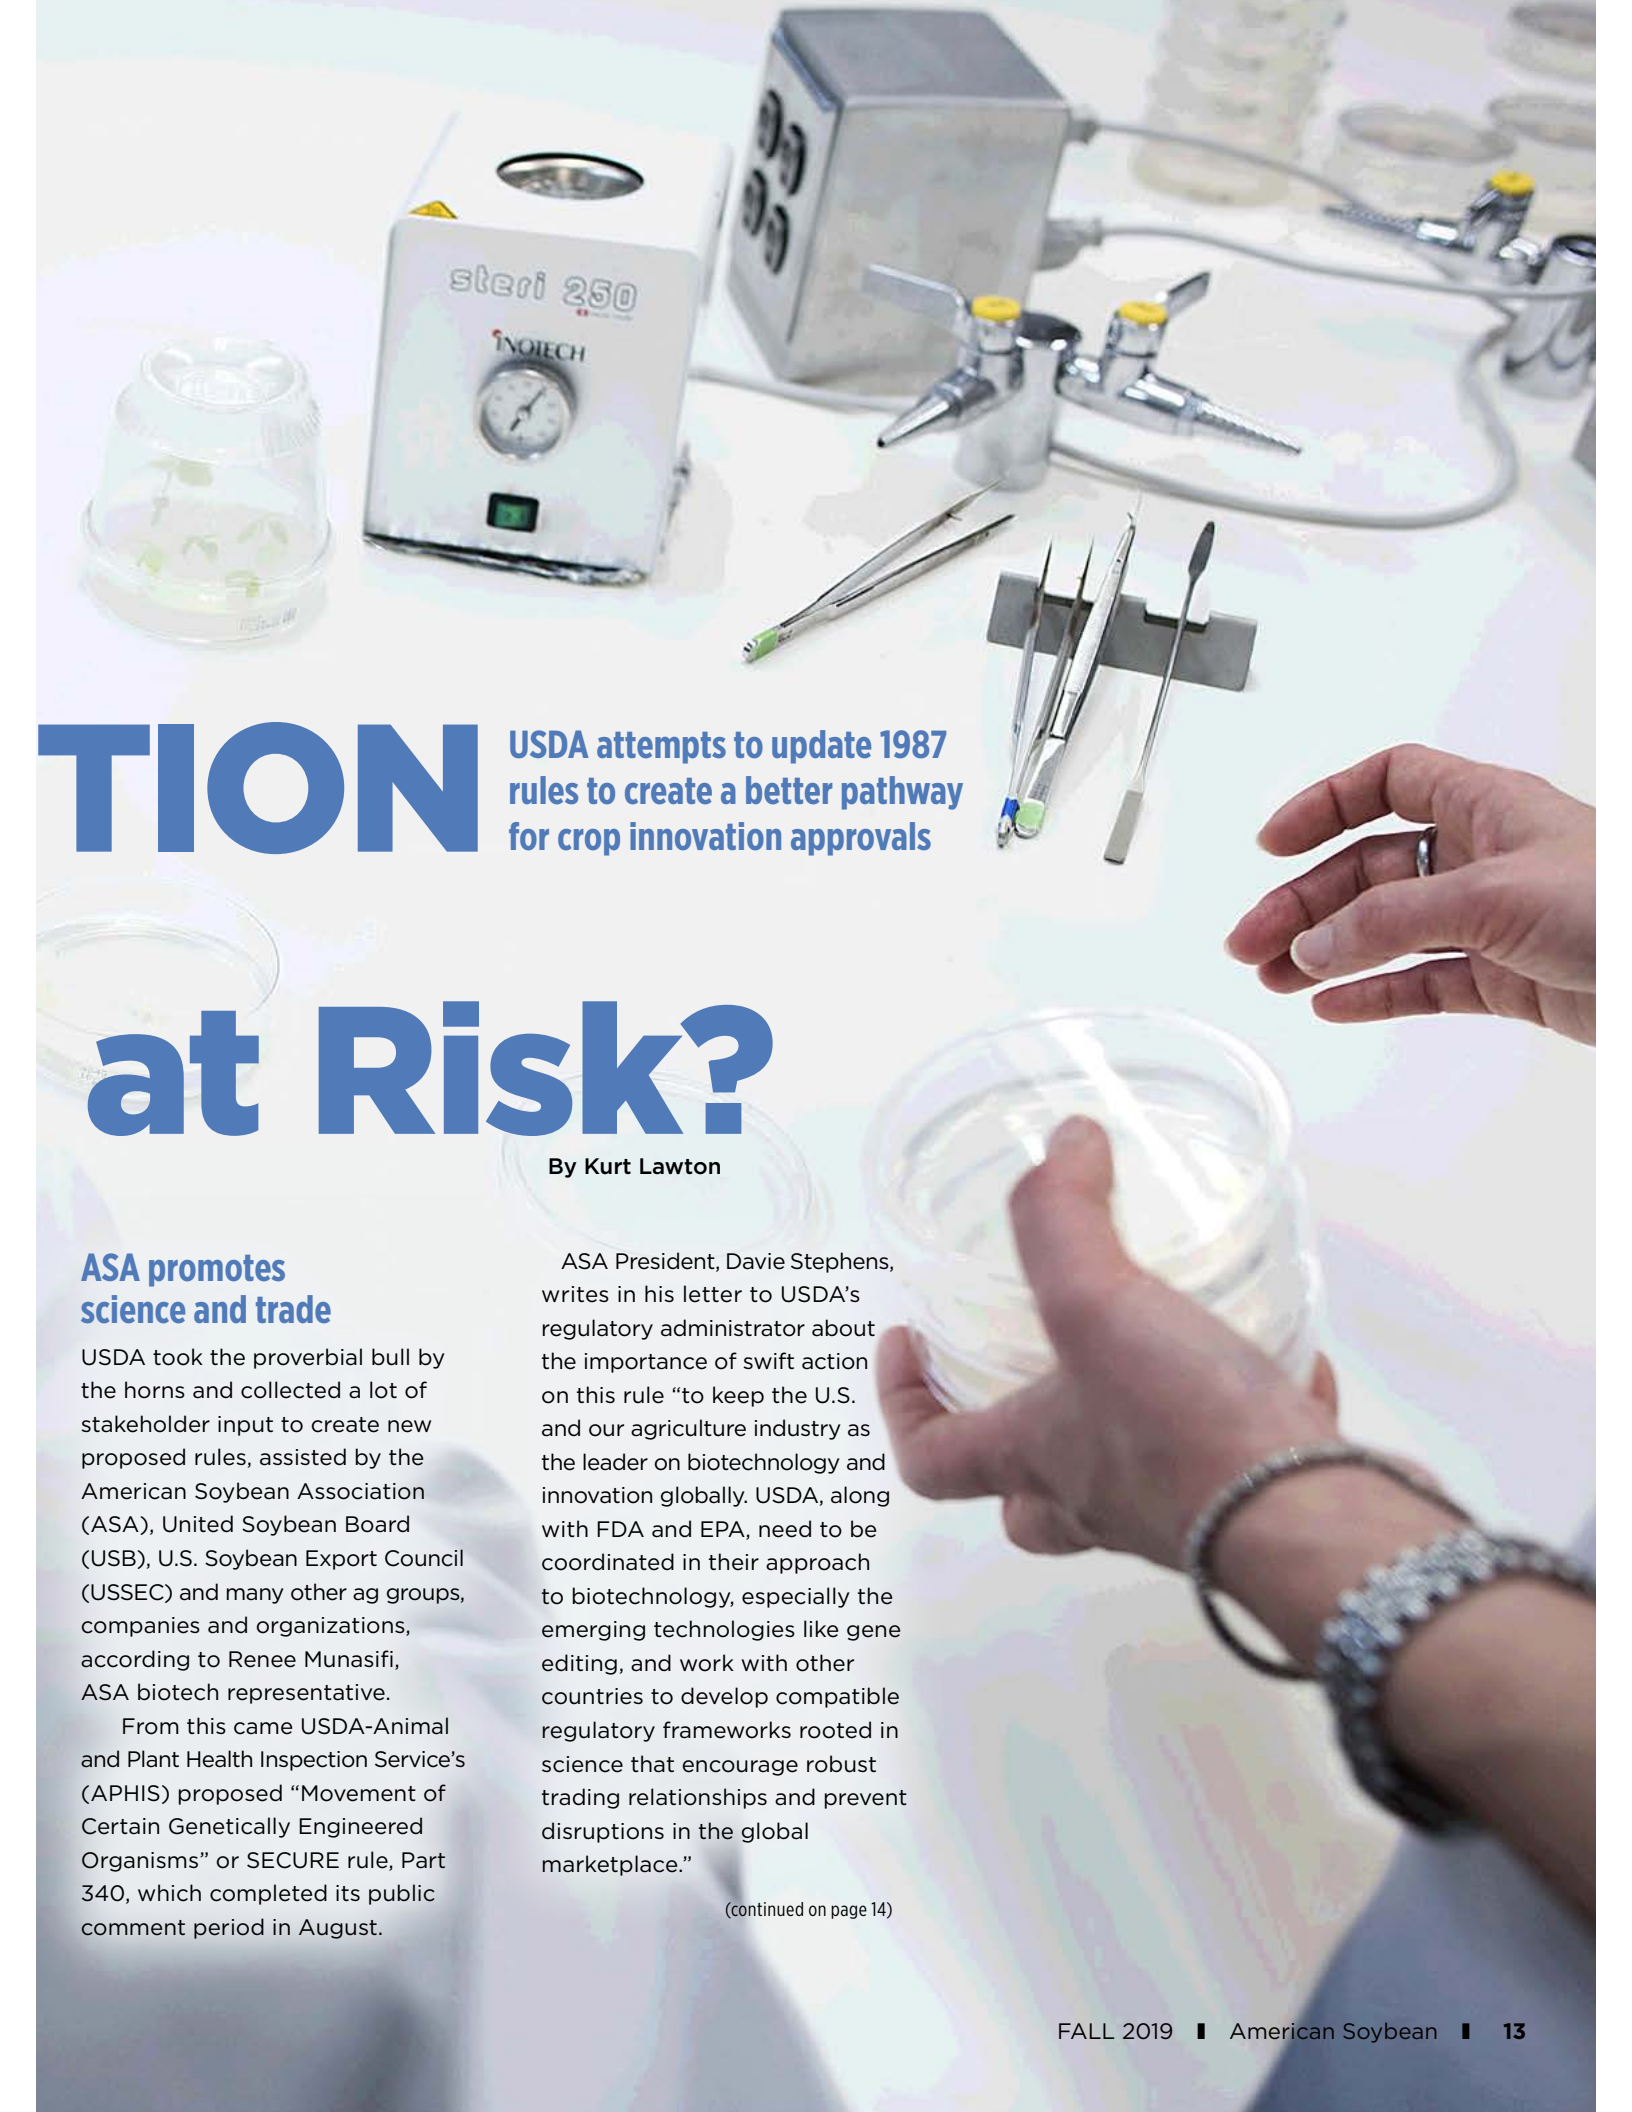 steri 250
INOTECH
TION
USDA attempts to update 1987
rules to create a better pathway
for crop innovation approvals
at Risk?
By Kurt Lawton
ASA promotes
science and trade
USDA took the proverbial bull by
the horns and collected a lot of
stakeholder input to create new
proposed rules, assisted by the
American Soybean Association
(ASA), United Soybean Board
(USB), U.S. Soybean Export Council
(USSEC) and many other ag groups,
companies and organizations,
according to Renee Munasifi,
ASA biotech representative.
From this came USDA-Animal
and Plant Health Inspection Service’s
(APHIS) proposed “Movement of
Certain Genetically Engineered
Organisms” or SECURE rule, Part
340, which completed its public
comment period in August.
ASA President, Davie Stephens,
writes in his letter to USDA’s
regulatory administrator about
the importance of swift action
on this rule “to keep the U.S.
and our agriculture industry as
the leader on biotechnology and
innovation globally. USDA, along
with FDA and EPA, need to be
coordinated in their approach
to biotechnology, especially the
emerging technologies like gene
editing, and work with other
countries to develop compatible
regulatory frameworks rooted in
science that encourage robust
trading relationships and prevent
disruptions in the global
marketplace.”
(continued on page 14)
FALL 2019 ❚ American Soybean ❚ 13